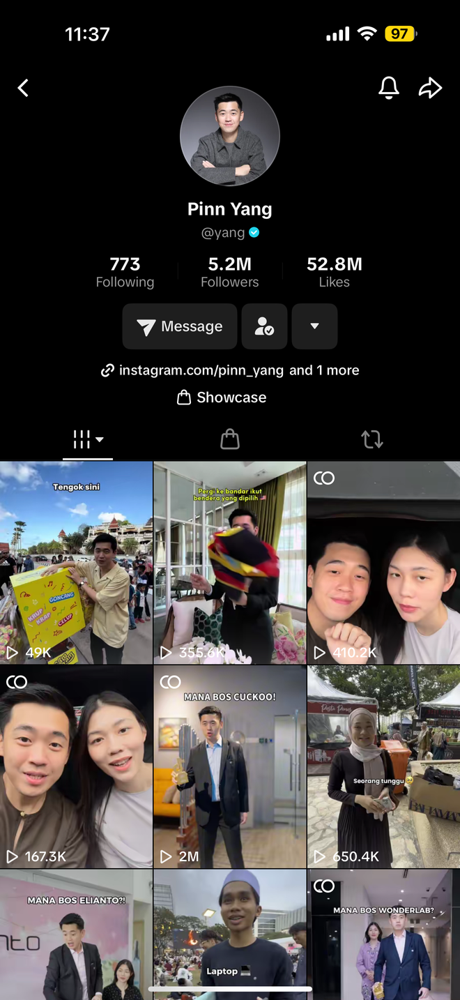 11:37
97
Pinn Yang
@yang
773 5.2M 52.8M
Following Followers Likes
Message
instagram.com/pinn_yang and 1 more
Showcase
Tengok sini
GONCANG
KRUP
KRAP
CELUP
49K
Pergi ke bandar ikut
bendera yang dipilih 🇲🇾
355.6K
410.2K
167.3K
MANA BOS CUCKOO!
2M
Pasta Panas
Seorang tunggu 🥺
650.4K
MANA BOS ELIANTO?!
nto
Laptop 💻
MANA BOS WONDERLAB?